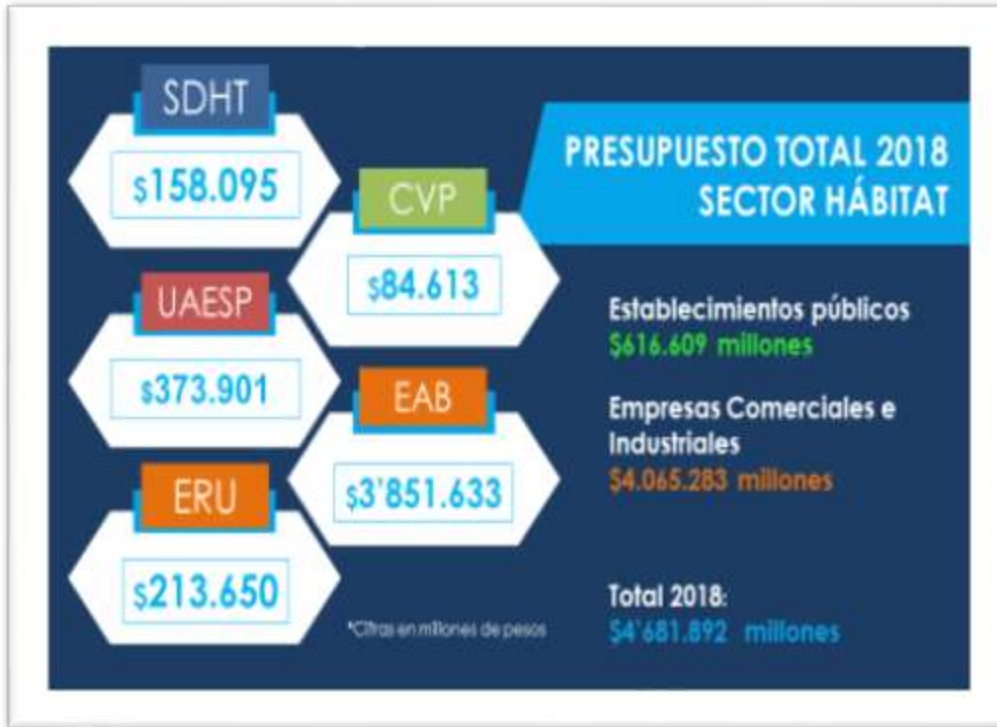 SDHT
$158.095
CVP
$84.613
UAESP
$373.901
EAB
$3'851.633
ERU
$213.650
*Cifras en millones de pesos
PRESUPUESTO TOTAL 2018
SECTOR HÁBITAT
Establecimientos públicos
$616.609 millones
Empresas Comerciales e
Industriales
$4.065.283 millones
Total 2018:
$4'681.892 millones